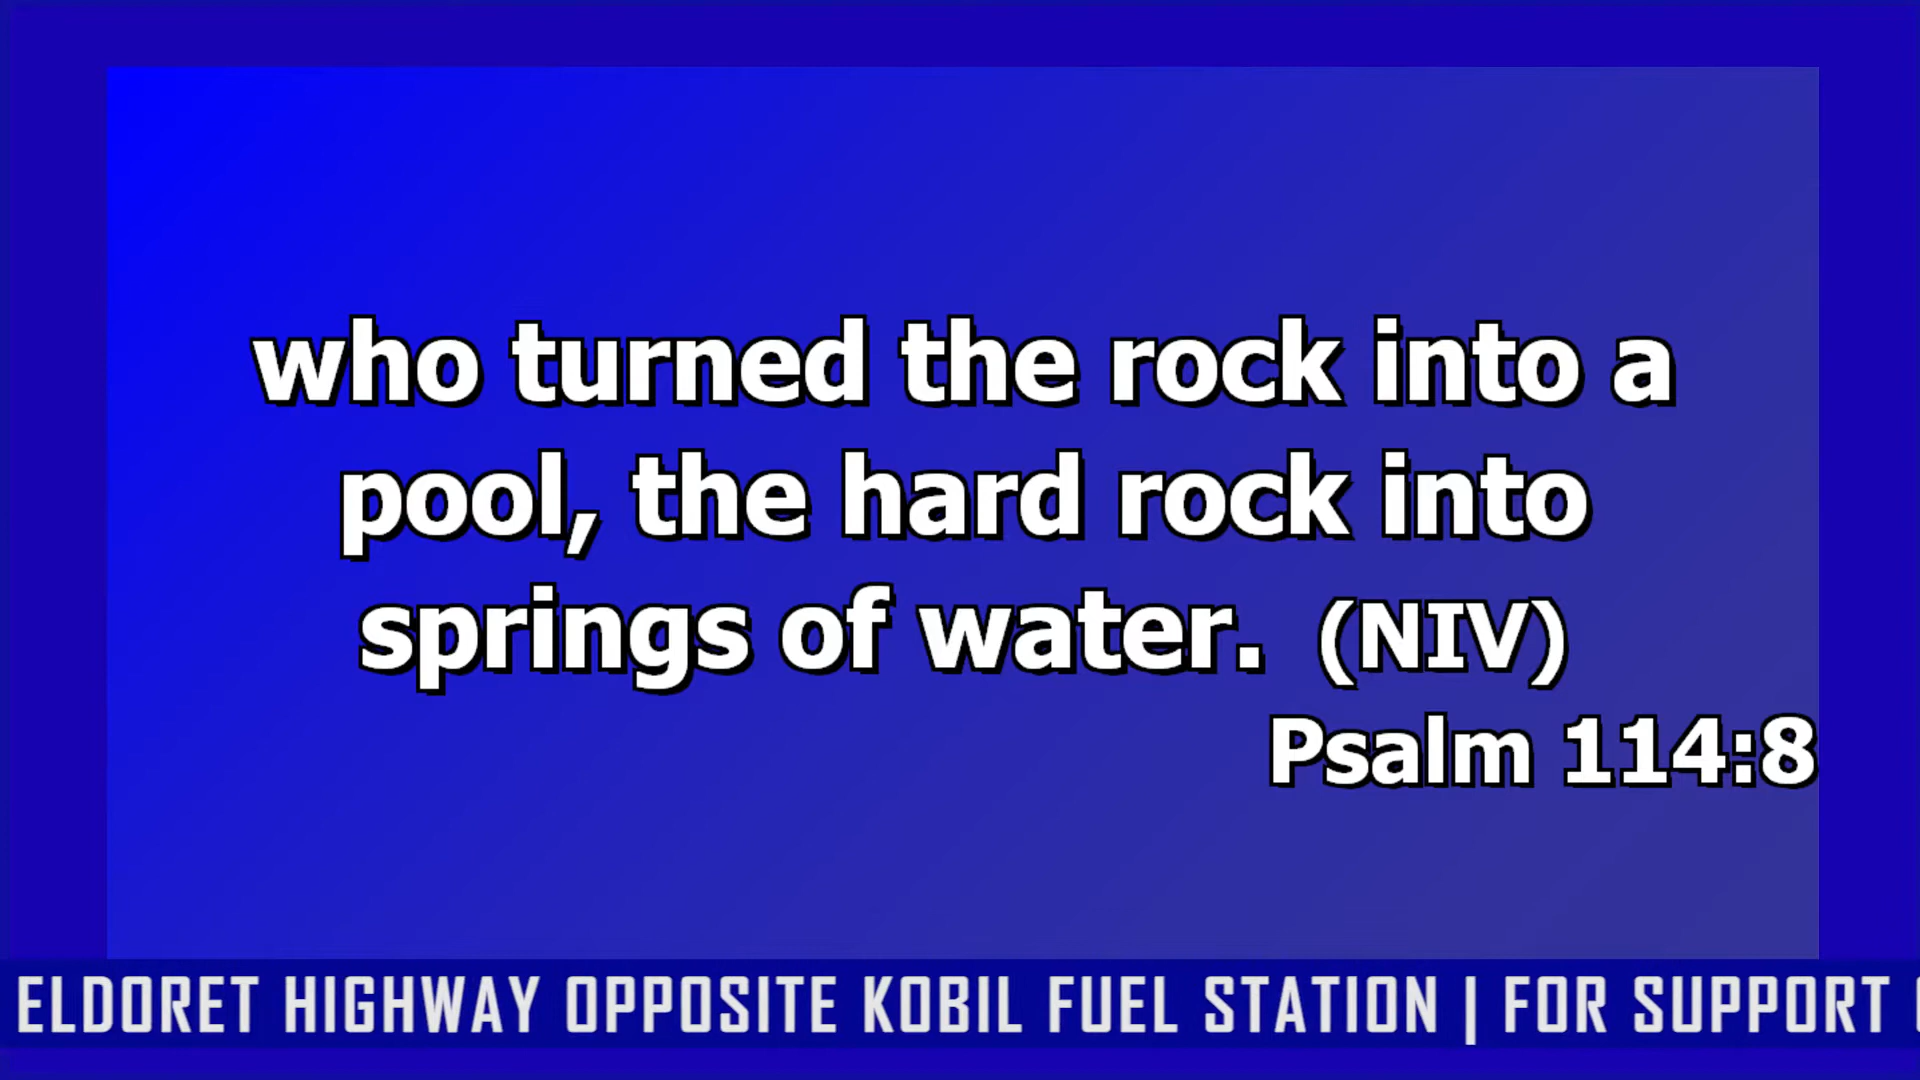 who turned the rock into a
pool, the hard rock into
springs of water. (NIV)
Psalm 114:8
ELDORET HIGHWAY OPPOSITE KOBIL FUEL STATION | FOR SUPPORT